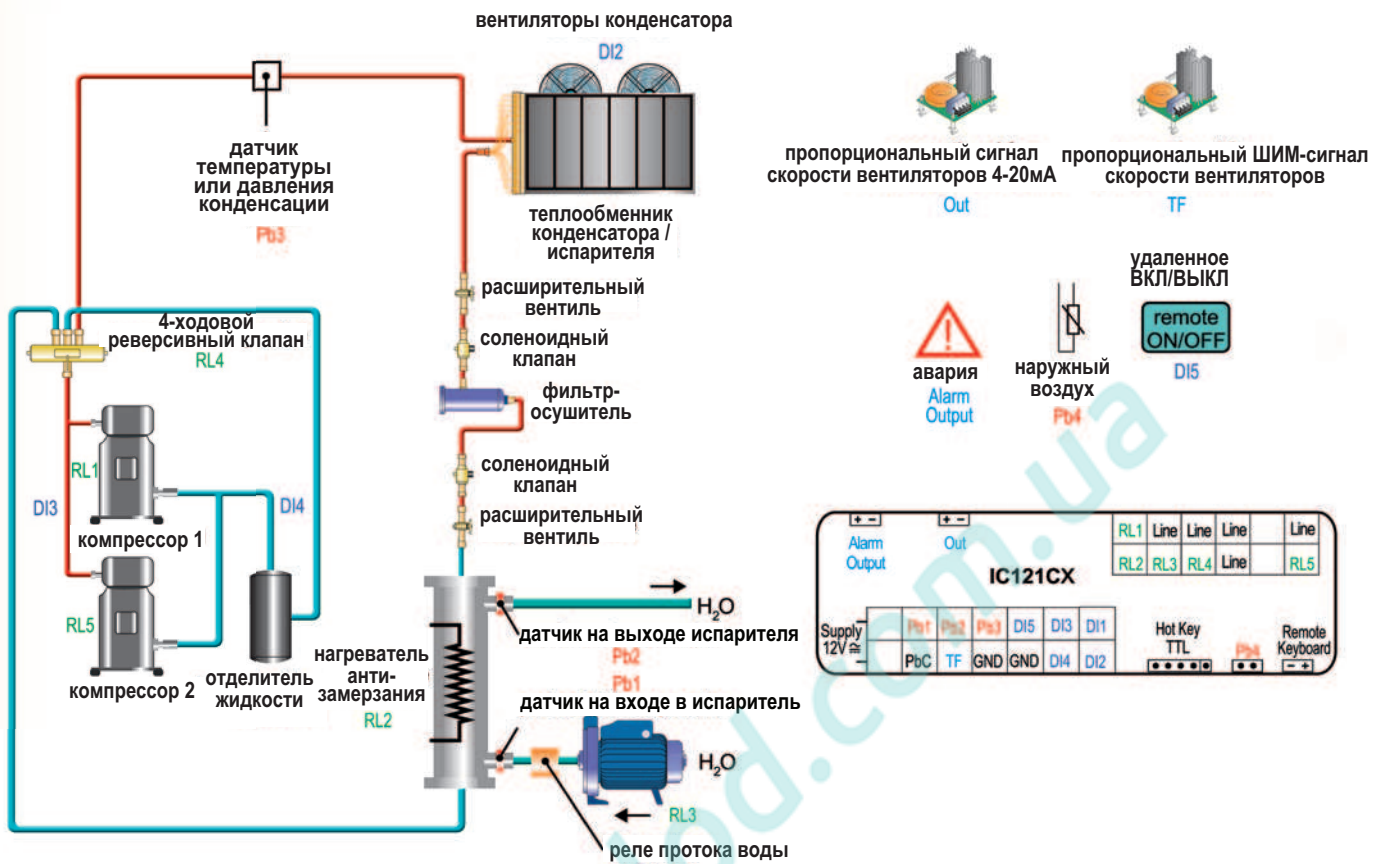 вентиляторы конденсатора
DI2
датчик
температуры
или давления
конденсации
Pb3
теплообменник
конденсатора /
испарителя
пропорциональный сигнал
скорости вентиляторов 4-20мА
Out
пропорциональный ШИМ-сигнал
скорости вентиляторов
TF
расширительный
вентиль
соленоидный
клапан
фильтр-
осушитель
соленоидный
клапан
расширительный
вентиль
4-ходовой
реверсивный клапан
RL4
RL1
DI3
DI4
компрессор 1
RL5
компрессор 2
отделитель
жидкости
нагреватель
анти-
замерзания
RL2
H2O
датчик на выходе испарителя
Pb2
Pb1
датчик на входе в испаритель
H2O
RL3
реле протока воды
авария
Alarm
Output
наружный
воздух
Pb4
удаленное
ВКЛ/ВЫКЛ
remote
ON/OFF
DI5
+ - + - RL1 Line Line Line Line
Alarm Output Out RL2 RL3 RL4 Line RL5
IC121CX
Supply 12V Pb1 Pb2 Pb3 DI5 DI3 DI1
PbC TF GND GND DI4 DI2
Hot Key
TTL
Pb4
Remote
Keyboard
+ -
od.com.ua